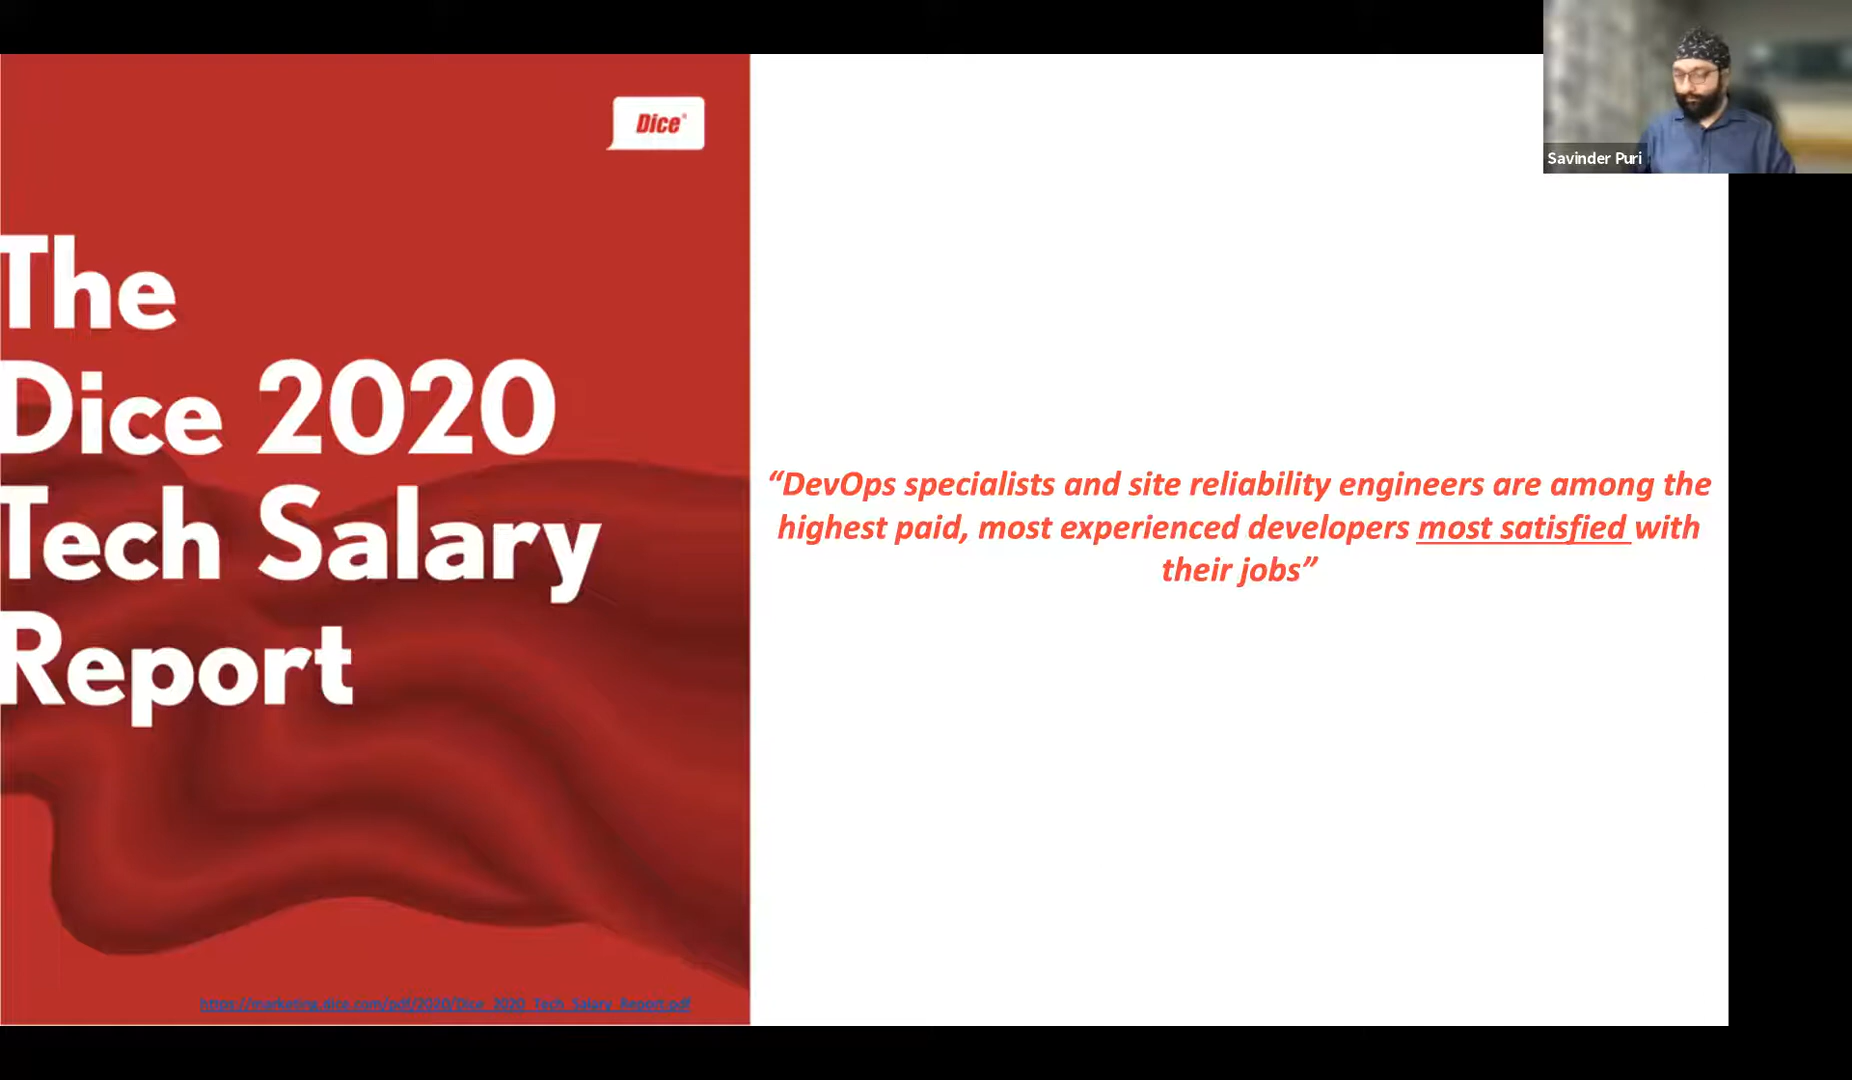 Dice®
The
Dice 2020
Tech Salary
Report
https://marketing.dice.com/pdf/2020/Dice_2020_Tech_Salary_Report.pdf
“DevOps specialists and site reliability engineers are among the
highest paid, most experienced developers most satisfied with
their jobs”
Savinder Puri